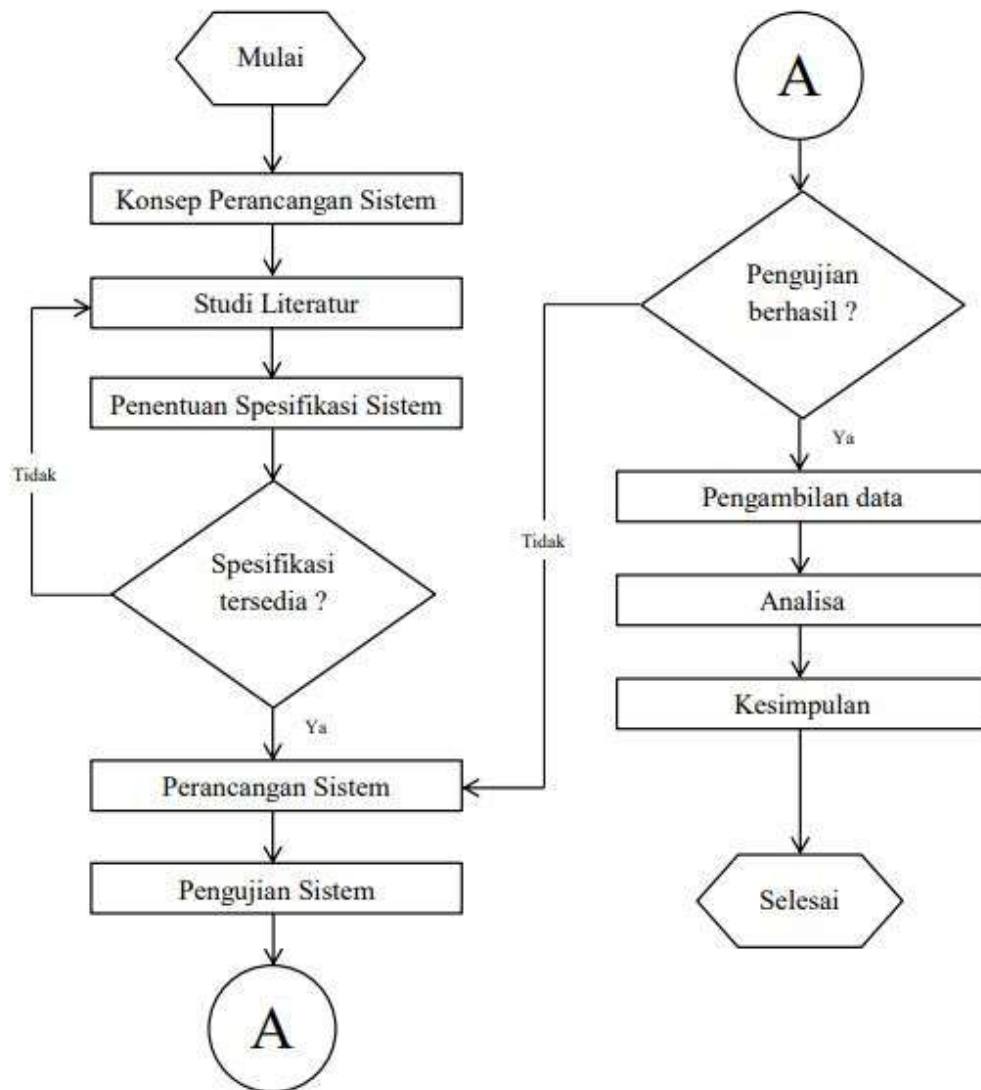 Mulai
Konsep Perancangan Sistem
Studi Literatur
Penentuan Spesifikasi Sistem
Tidak
Spesifikasi
tersedia ?
Ya
Perancangan Sistem
Pengujian Sistem
A
A
Pengujian
berhasil ?
Tidak
Ya
Pengambilan data
Analisa
Kesimpulan
Selesai